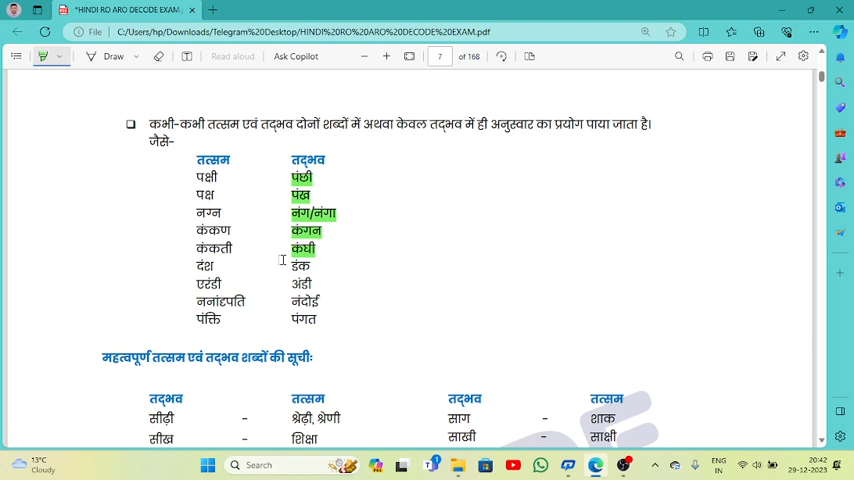 *HINDI RO ARO DECODE EXAM.
File C:/Users/hp/Downloads/Telegram%20Desktop/HINDI%20RO%20ARO%20DECODE%20EXAM.pdf
Draw Read aloud Ask Copilot 7 of 168
कभी-कभी तत्सम एवं तद्भव दोनों शब्दों में अथवा केवल तद्भव में ही अनुस्वार का प्रयोग पाया जाता है।
जैसे-
तत्सम तद्भव
पक्षी पंछी
पक्ष पंख
नग्न नंग/नंगा
कंकण कंगन
कंकती कंघी
दंश डंक
एरंडी अंडी
ननांदृपति नंदोई
पंक्ति पंगत
महत्वपूर्ण तत्सम एवं तद्भव शब्दों की सूचीः
तद्भव तत्सम तद्भव तत्सम
सीढ़ी - श्रेढ़ी, श्रेणी साग - शाक
सीख - शिक्षा साखी - साक्षी
13°C ENG 20:42
Cloudy Search IN 29-12-2023